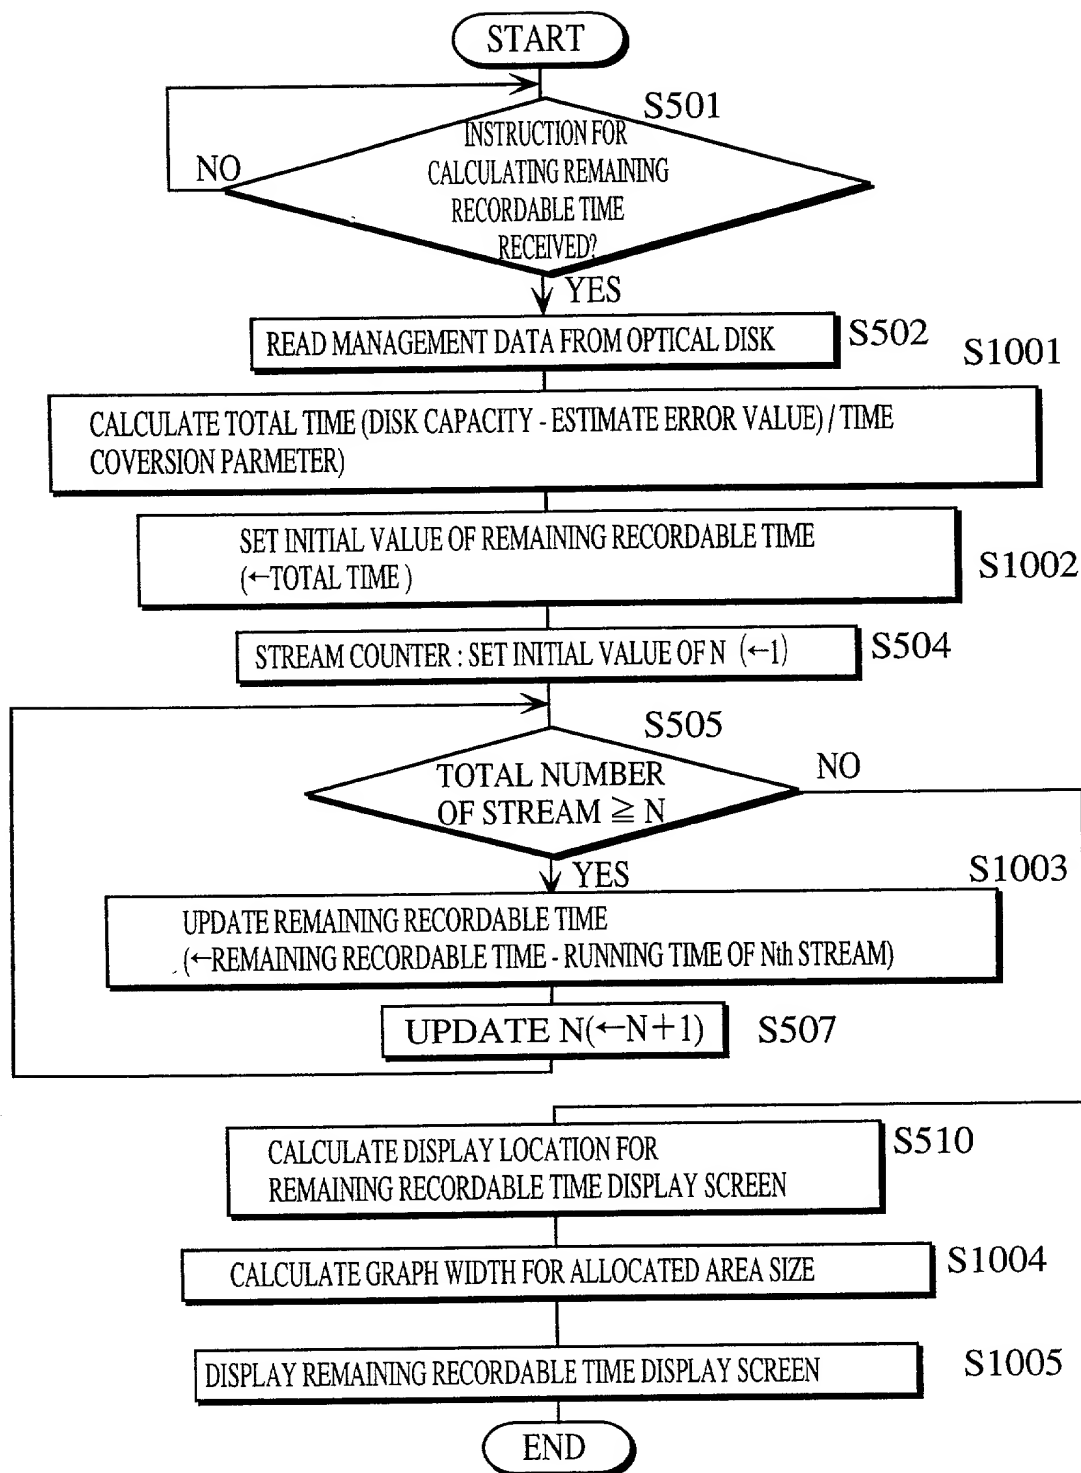 START
S501
INSTRUCTION FOR
CALCULATING REMAINING
RECORDABLE TIME
RECEIVED?
NO
YES
READ MANAGEMENT DATA FROM OPTICAL DISK
S502
S1001
CALCULATE TOTAL TIME (DISK CAPACITY - ESTIMATE ERROR VALUE) / TIME
COVERSION PARMETER)
SET INITIAL VALUE OF REMAINING RECORDABLE TIME
(←TOTAL TIME )
S1002
STREAM COUNTER : SET INITIAL VALUE OF N (←1)
S504
S505
TOTAL NUMBER
OF STREAM ≧ N
NO
YES
S1003
UPDATE REMAINING RECORDABLE TIME
(←REMAINING RECORDABLE TIME - RUNNING TIME OF Nth STREAM)
UPDATE N(←N+1)
S507
CALCULATE DISPLAY LOCATION FOR
REMAINING RECORDABLE TIME DISPLAY SCREEN
S510
CALCULATE GRAPH WIDTH FOR ALLOCATED AREA SIZE
S1004
DISPLAY REMAINING RECORDABLE TIME DISPLAY SCREEN
S1005
END